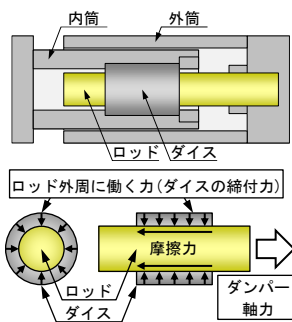 内筒
外筒
ロッド
ダイス
ロッド外周に働く力(ダイスの締付力)
摩擦力
ロッド
ダイス
ダンパー
軸力